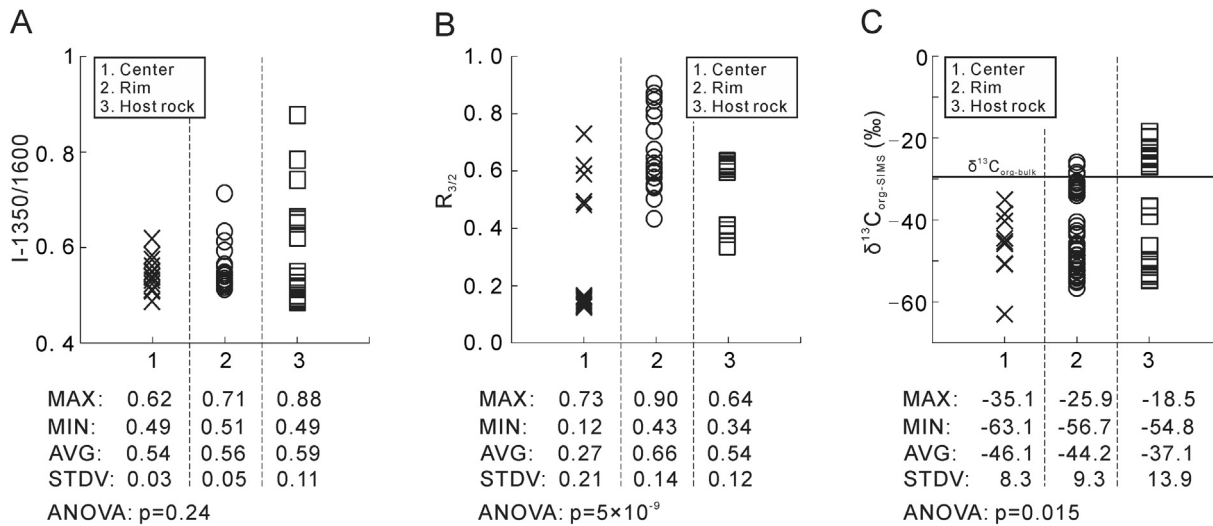 A
I-1350/1600
1
0.8
0.6
0.4
1. Center
2. Rim
3. Host rock
1 2 3
MAX: 0.62 0.71 0.88
MIN: 0.49 0.51 0.49
AVG: 0.54 0.56 0.59
STDV: 0.03 0.05 0.11
ANOVA: p=0.24
B
R3/2
1.0
0.8
0.6
0.4
0.2
0.0
1. Center
2. Rim
3. Host rock
1 2 3
MAX: 0.73 0.90 0.64
MIN: 0.12 0.43 0.34
AVG: 0.27 0.66 0.54
STDV: 0.21 0.14 0.12
ANOVA: p=5×10⁻⁹
C
δ¹³Corg-SIMS (‰)
0
−20
−40
−60
1. Center
2. Rim
3. Host rock
δ¹³Corg-bulk
1 2 3
MAX: -35.1 -25.9 -18.5
MIN: -63.1 -56.7 -54.8
AVG: -46.1 -44.2 -37.1
STDV: 8.3 9.3 13.9
ANOVA: p=0.015